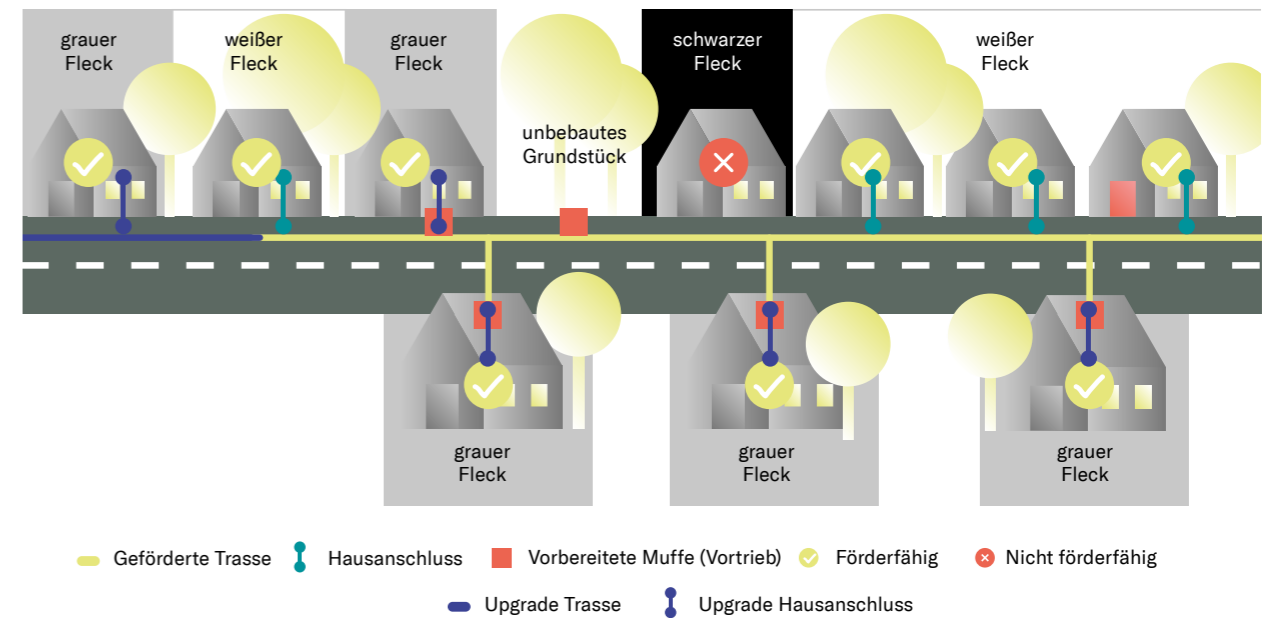 grauer
Fleck
weißer
Fleck
grauer
Fleck
unbebautes
Grundstück
schwarzer
Fleck
weißer
Fleck
grauer
Fleck
grauer
Fleck
grauer
Fleck
Geförderte Trasse
Hausanschluss
Vorbereitete Muffe (Vortrieb)
Förderfähig
Nicht förderfähig
Upgrade Trasse
Upgrade Hausanschluss